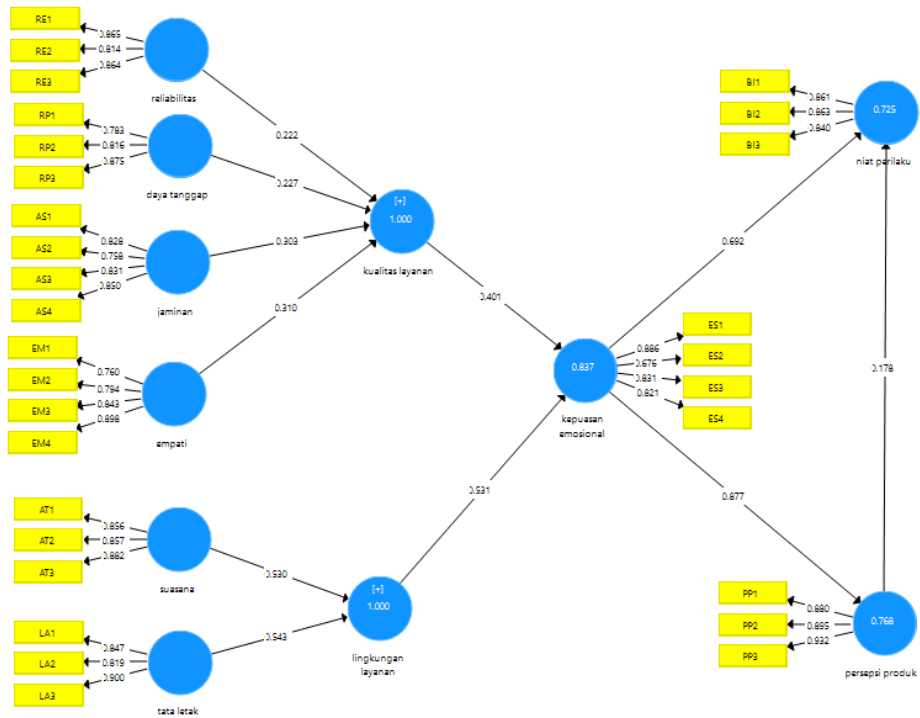 RE1
RE2
RE3
0.865
0.814
0.864
reliabilitas
RP1
RP2
RP3
0.783
0.816
0.875
daya tanggap
AS1
AS2
AS3
AS4
0.828
0.758
0.831
0.850
jaminan
EM1
EM2
EM3
EM4
0.760
0.794
0.843
0.898
empati
AT1
AT2
AT3
0.856
0.857
0.882
suasana
LA1
LA2
LA3
0.847
0.819
0.900
tata letak
0.222
0.227
0.303
0.310
[+]
1.000
kualitas layanan
0.530
0.543
[+]
1.000
lingkungan
layanan
0.401
0.531
0.837
kepuasan
emosional
0.886
0.676
0.831
0.821
ES1
ES2
ES3
ES4
0.692
0.877
0.178
BI1
BI2
BI3
0.861
0.863
0.840
0.725
niat perilaku
PP1
PP2
PP3
0.880
0.895
0.932
0.768
persepsi produk